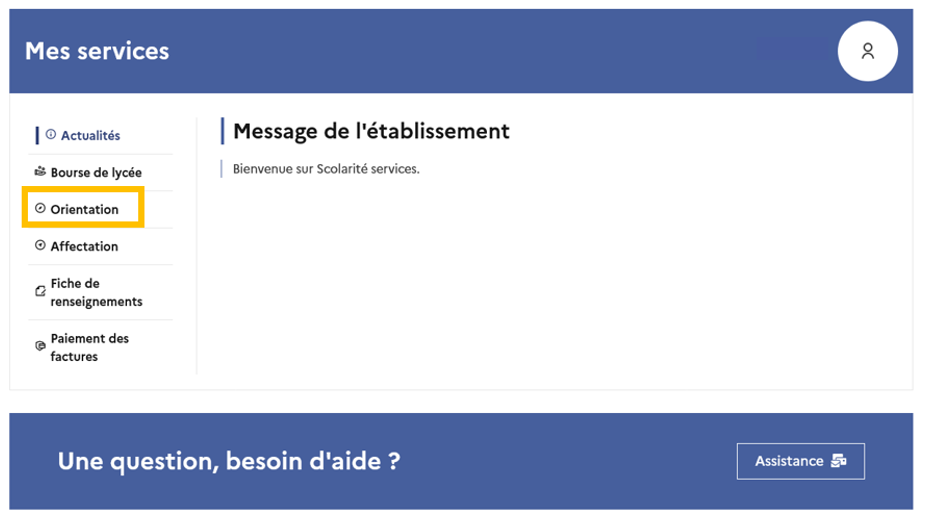 Mes services
Actualités
Bourse de lycée
Orientation
Affectation
Fiche de
renseignements
Paiement des
factures
Message de l'établissement
Bienvenue sur Scolarité services.
Une question, besoin d'aide ?
Assistance